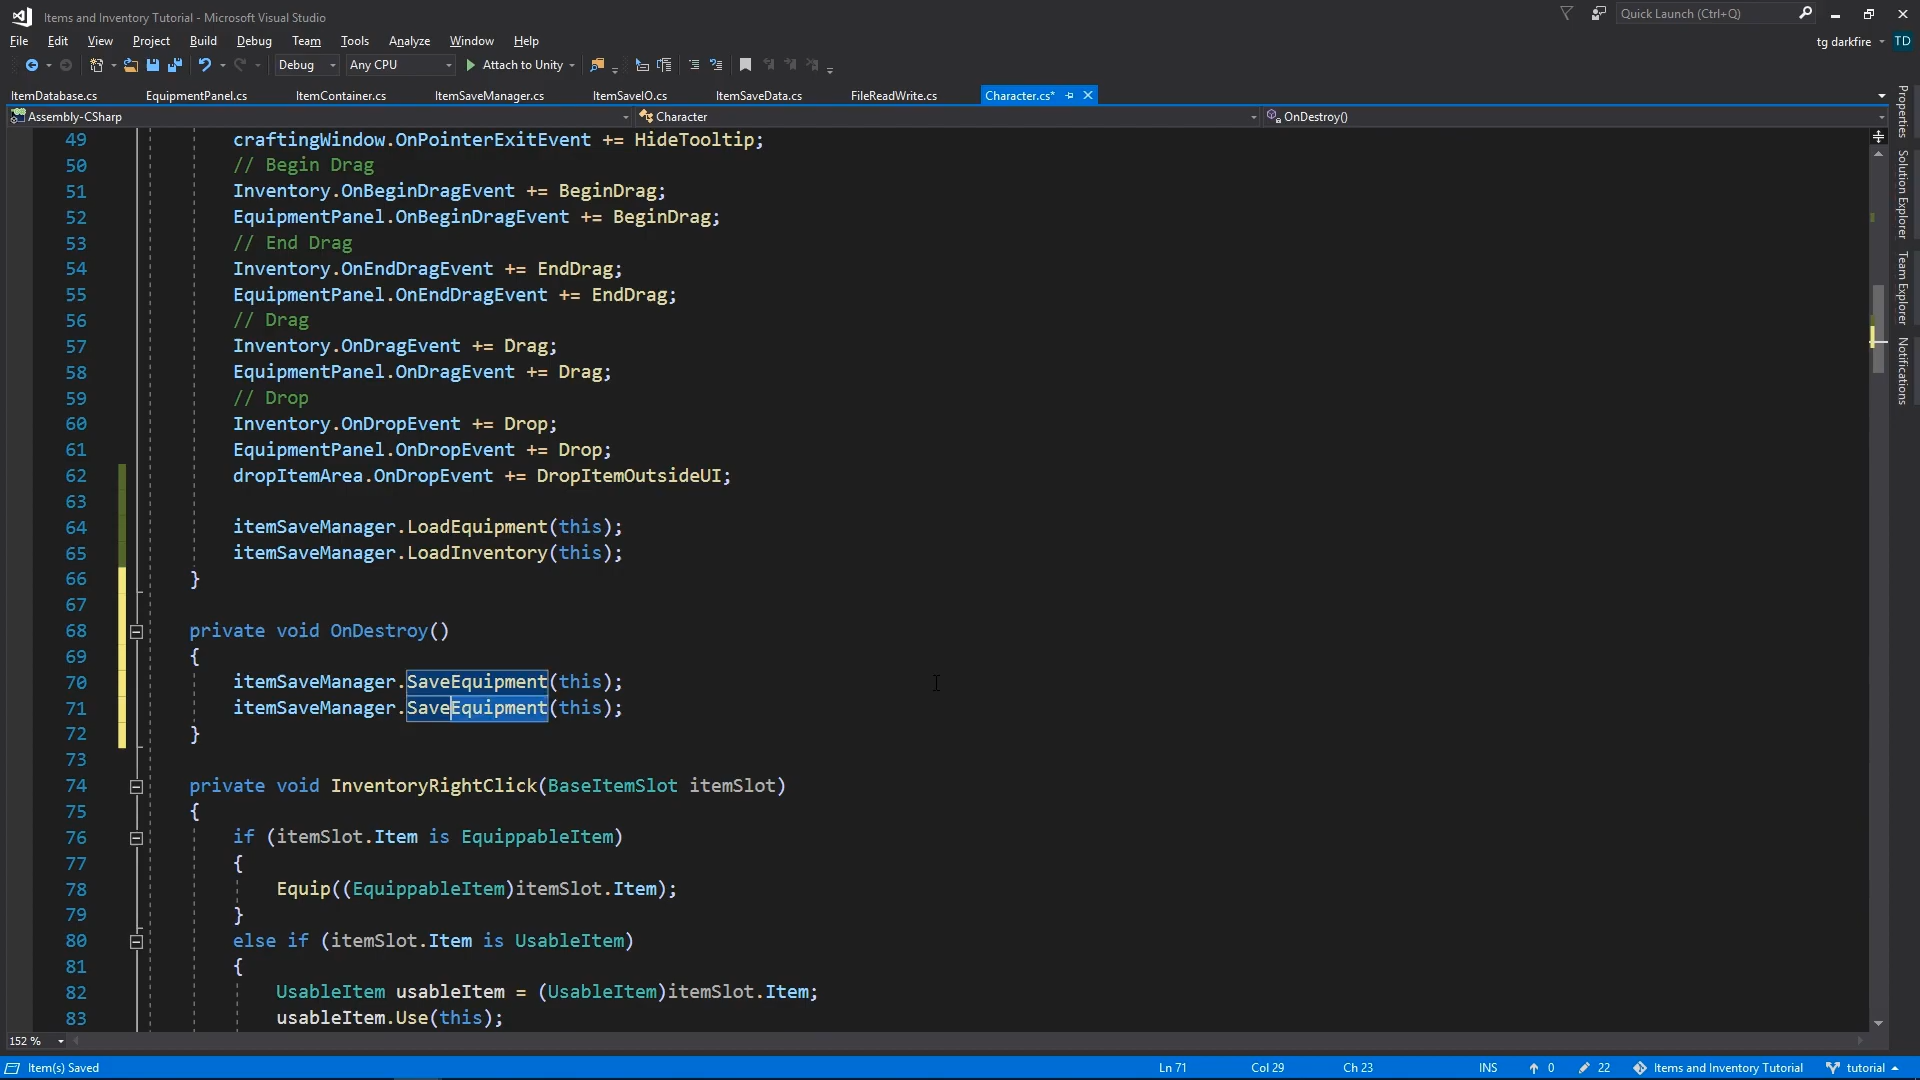 Items and Inventory Tutorial - Microsoft Visual Studio
Quick Launch (Ctrl+Q)
File Edit View Project Build Debug Team Tools Analyze Window Help
tg darkfire TD
Debug Any CPU Attach to Unity
ItemDatabase.cs EquipmentPanel.cs ItemContainer.cs ItemSaveManager.cs ItemSaveIO.cs ItemSaveData.cs FileReadWrite.cs Character.cs*
Assembly-CSharp Character OnDestroy()
49 craftingWindow.OnPointerExitEvent += HideTooltip;
50 // Begin Drag
51 Inventory.OnBeginDragEvent += BeginDrag;
52 EquipmentPanel.OnBeginDragEvent += BeginDrag;
53 // End Drag
54 Inventory.OnEndDragEvent += EndDrag;
55 EquipmentPanel.OnEndDragEvent += EndDrag;
56 // Drag
57 Inventory.OnDragEvent += Drag;
58 EquipmentPanel.OnDragEvent += Drag;
59 // Drop
60 Inventory.OnDropEvent += Drop;
61 EquipmentPanel.OnDropEvent += Drop;
62 dropItemArea.OnDropEvent += DropItemOutsideUI;
63
64 itemSaveManager.LoadEquipment(this);
65 itemSaveManager.LoadInventory(this);
66 }
67
68 private void OnDestroy()
69 {
70 itemSaveManager.SaveEquipment(this);
71 itemSaveManager.SaveEquipment(this);
72 }
73
74 private void InventoryRightClick(BaseItemSlot itemSlot)
75 {
76 if (itemSlot.Item is EquippableItem)
77 {
78 Equip((EquippableItem)itemSlot.Item);
79 }
80 else if (itemSlot.Item is UsableItem)
81 {
82 UsableItem usableItem = (UsableItem)itemSlot.Item;
83 usableItem.Use(this);
Properties
Solution Explorer
Team Explorer
Notifications
152 %
Item(s) Saved Ln 71 Col 29 Ch 23 INS 0 22 Items and Inventory Tutorial tutorial